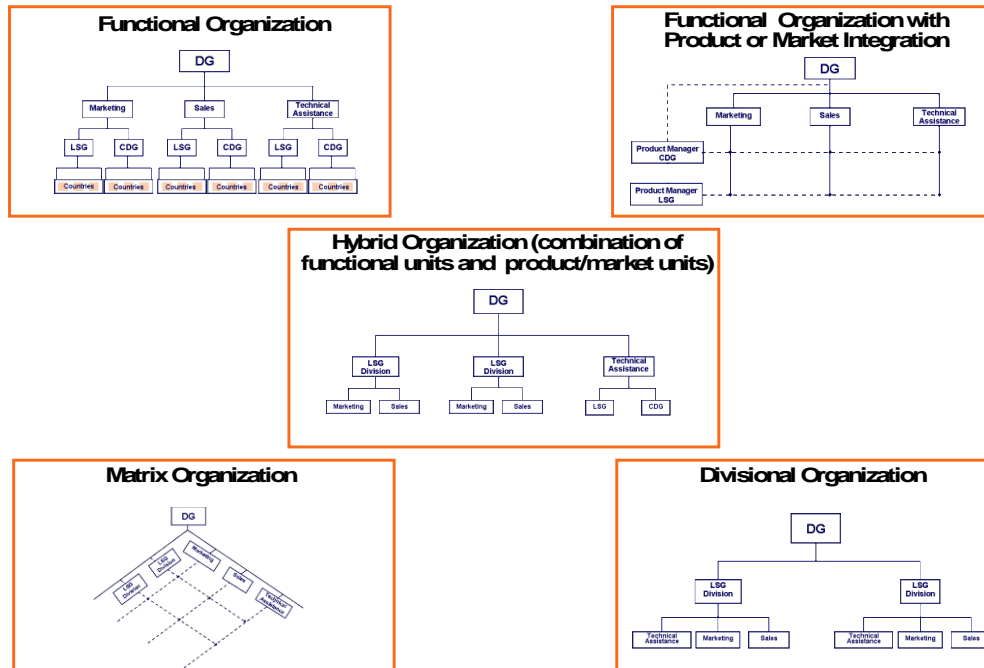 Functional Organization
DG
Marketing Sales Technical
Assistance
LSG CDG LSG CDG LSG CDG
Countries Countries Countries Countries Countries Countries
Functional Organization with
Product or Market Integration
DG
Marketing Sales Technical
Assistance
Product Manager
CDG
Product Manager
LSG
Hybrid Organization (combination of
functional units and product/market units)
DG
LSG
Division
LSG
Division
Technical
Assistance
Marketing Sales Marketing Sales LSG CDG
Matrix Organization
DG
LSG
Division
LSG
Division
Marketing
Sales
Technical
Assistance
Divisional Organization
DG
LSG
Division
LSG
Division
Technical
Assistance
Marketing Sales
Technical
Assistance
Marketing Sales